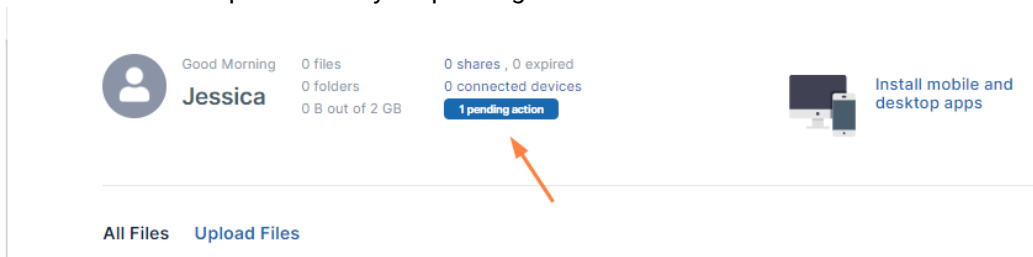 Good Morning
Jessica
0 files
0 folders
0 B out of 2 GB
0 shares , 0 expired
0 connected devices
1 pending action
Install mobile and
desktop apps
All Files Upload Files